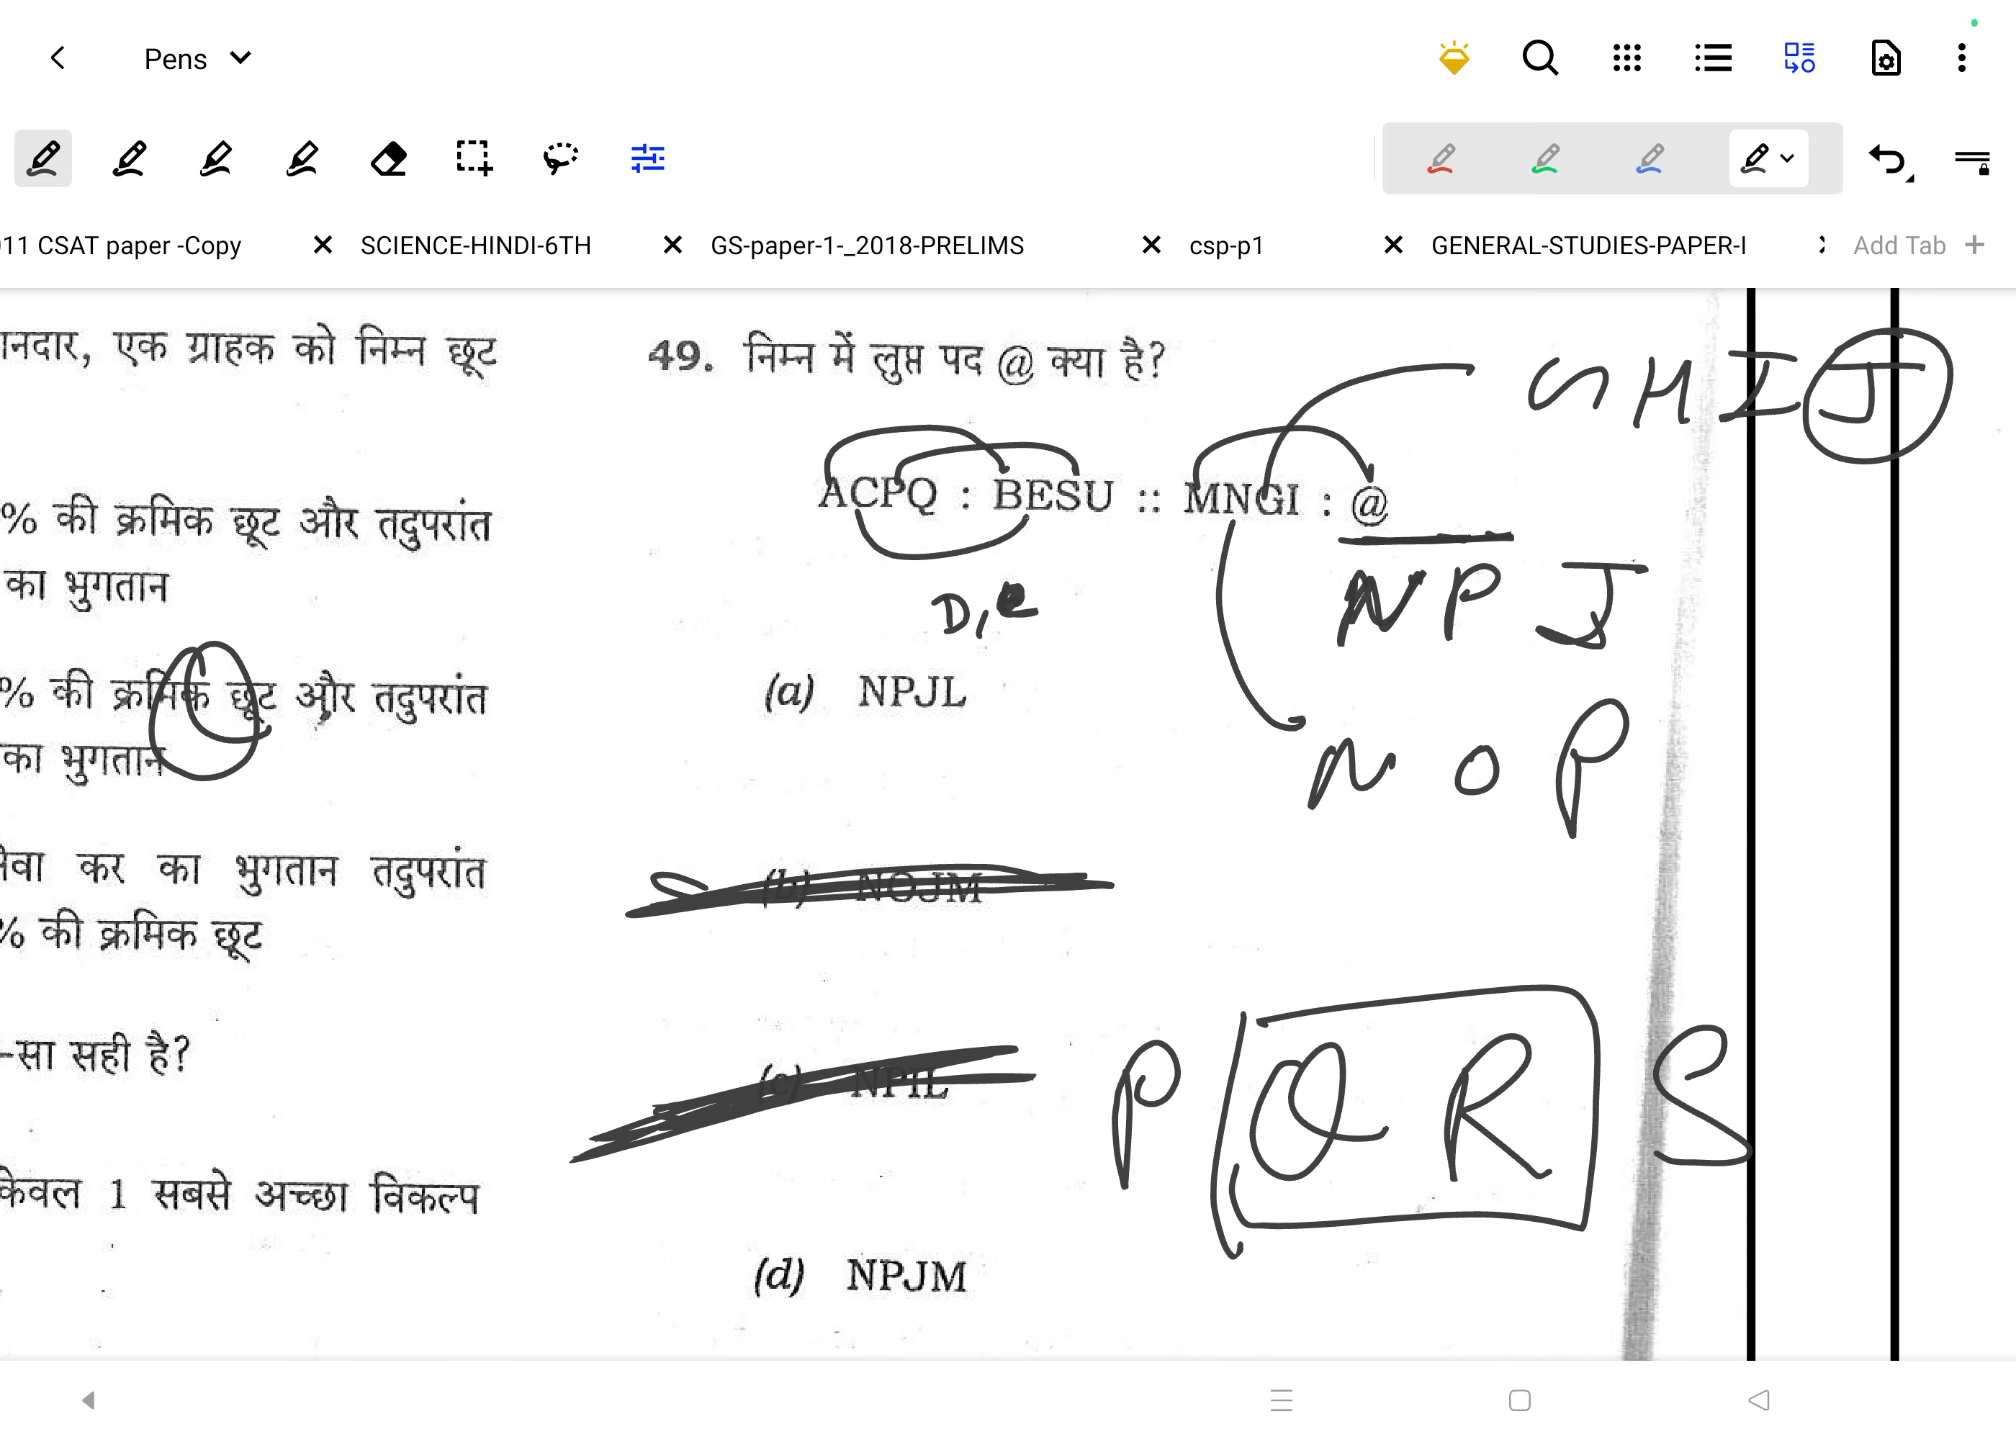 Pens
11 CSAT paper -Copy
SCIENCE-HINDI-6TH
GS-paper-1-_2018-PRELIMS
csp-p1
GENERAL-STUDIES-PAPER-I
Add Tab
नदार, एक ग्राहक को निम्न छूट
% की क्रमिक छूट और तदुपरांत
का भुगतान
% की क्रमिक छूट और तदुपरांत
का भुगतान
कर का भुगतान तदुपरांत
% की क्रमिक छूट
-सा सही है?
केवल 1 सबसे अच्छा विकल्प
49. निम्न में लुप्त पद @ क्या है?
G H I J
ACPQ : BESU :: MNGI : @
D, E
N P J
(a) NPJL
N O P
(b) NOJM
(c) NPIL
P Q R S
(d) NPJM